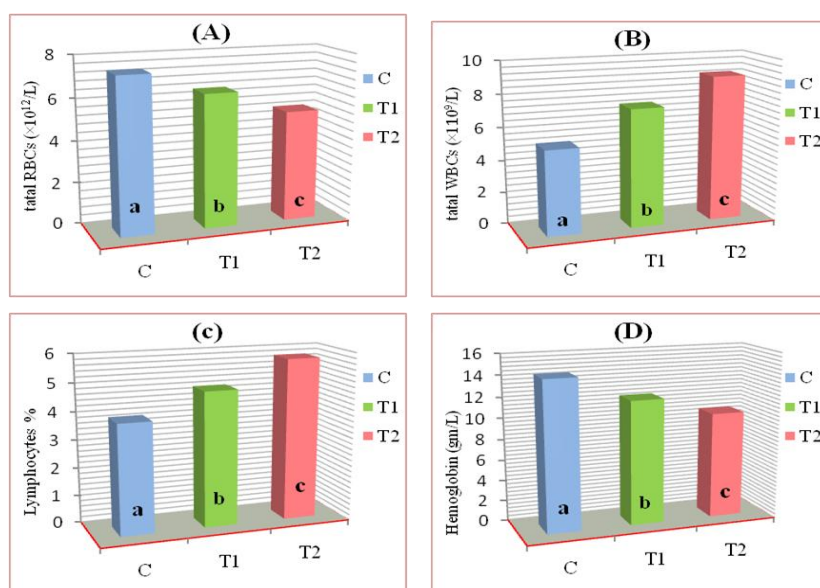 (A)
tatal RBCs (×10¹²/L)
8
6
4
2
0
a
b
c
C
T1
T2
C
T1
T2
(B)
tatal WBCs (×110⁹/L)
10
8
6
4
2
0
a
b
c
C
T1
T2
C
T1
T2
(c)
Lymphocytes %
6
5
4
3
2
1
0
a
b
c
C
T1
T2
C
T1
T2
(D)
Hemoglobin (gm/L)
16
14
12
10
8
6
4
2
0
a
b
c
C
T1
T2
C
T1
T2